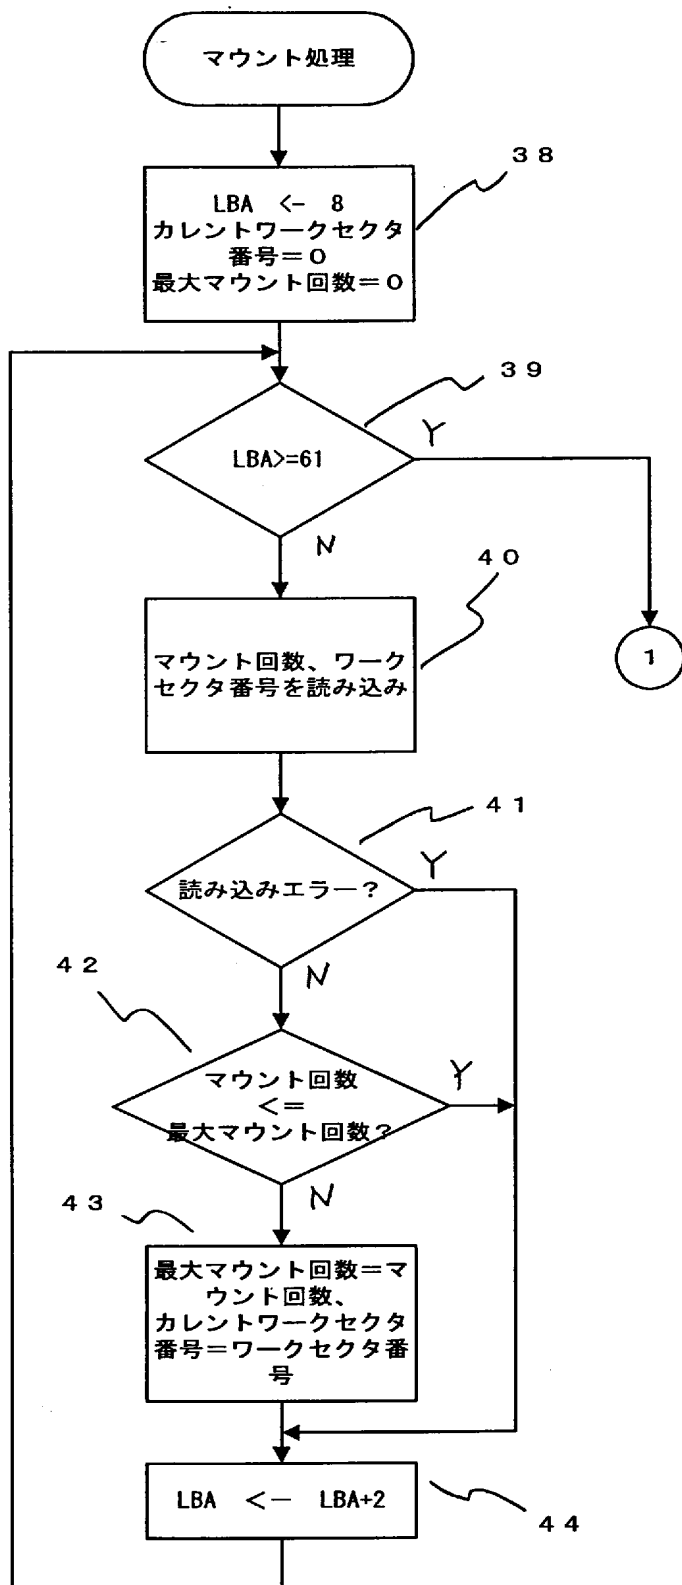 マウント処理
３８
LBA <- 8
カレントワークセクタ
番号＝０
最大マウント回数＝０
３９
Y
LBA>=61
N
４０
マウント回数、ワーク
セクタ番号を読み込み
1
４１
Y
読み込みエラー？
N
４２
マウント回数
<=
最大マウント回数？
Y
N
４３
最大マウント回数＝マ
ウント回数、
カレントワークセクタ
番号＝ワークセクタ番
号
LBA <- LBA+2
４４